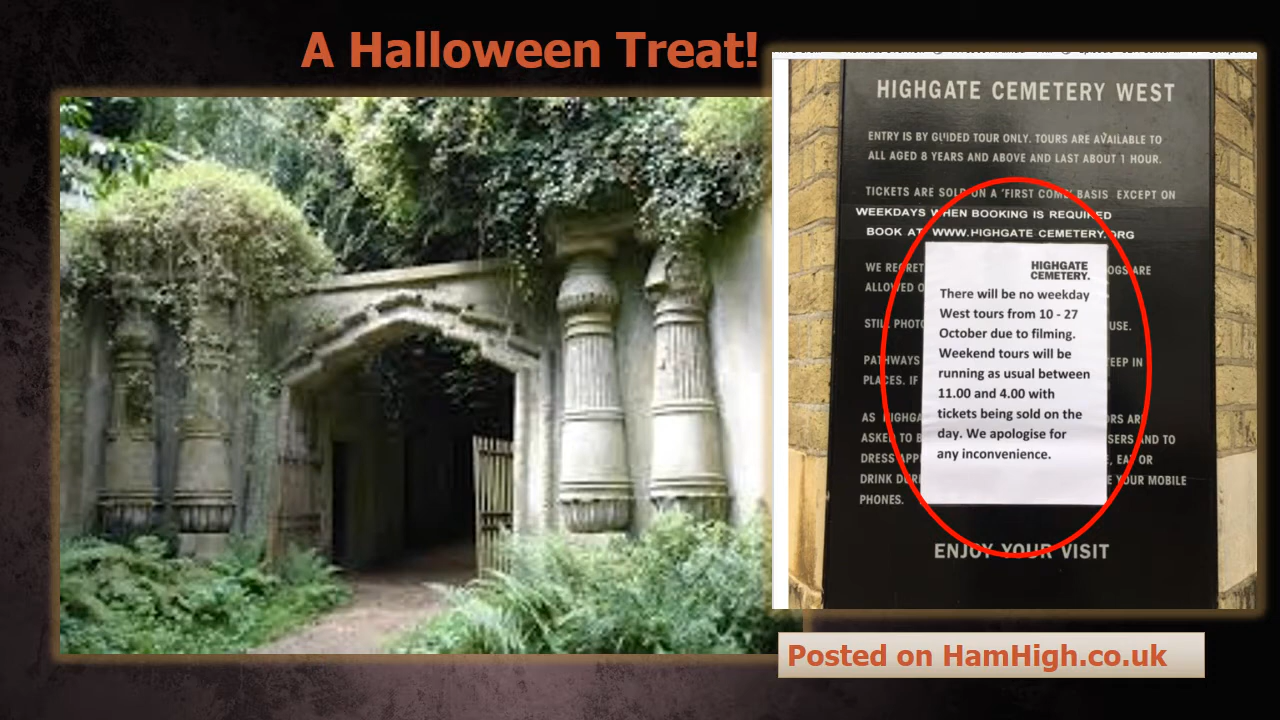 A Halloween Treat!
HIGHGATE CEMETERY WEST
ENTRY IS BY GUIDED TOUR ONLY. TOURS ARE AVAILABLE TO
ALL AGED 8 YEARS AND ABOVE AND LAST ABOUT 1 HOUR.
TICKETS ARE SOLD ON A 'FIRST COME' BASIS EXCEPT ON
WEEKDAYS WHEN BOOKING IS REQUIRED
BOOK AT WWW.HIGHGATE CEMETERY.ORG
WE REGRET OGS ARE
ALLOWED O
STILL PHOTO USE.
PATHWAYS TEEP IN
PLACES. IF
AS HIGHGA ORS ARE
ASKED TO B SERS AND TO
DRESS APP E, EAT OR
DRINK DURI E YOUR MOBILE
PHONES.
HIGHGATE
CEMETERY.
There will be no weekday
West tours from 10 - 27
October due to filming.
Weekend tours will be
running as usual between
11.00 and 4.00 with
tickets being sold on the
day. We apologise for
any inconvenience.
ENJOY YOUR VISIT
Posted on HamHigh.co.uk